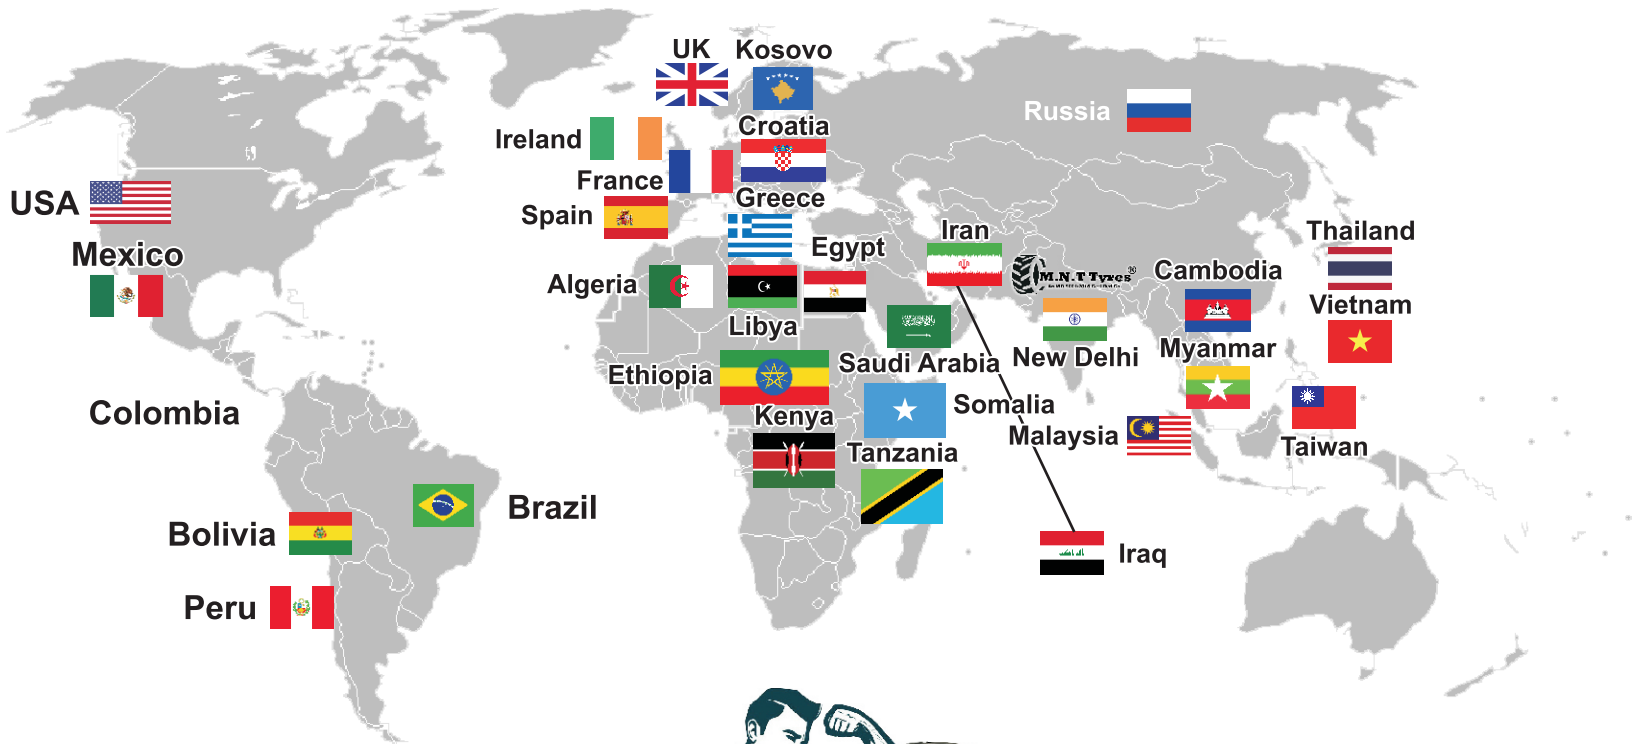 UK
Kosovo
Croatia
Russia
Ireland
France
Greece
USA
Spain
Thailand
Iran
Egypt
Mexico
M.N.T Tyres®
Cambodia
Algeria
Vietnam
Libya
Myanmar
New Delhi
Saudi Arabia
Ethiopia
Somalia
Colombia
Kenya
Malaysia
Taiwan
Tanzania
Brazil
Bolivia
Iraq
Peru